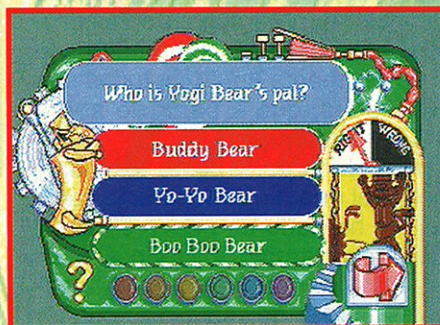 Who is Yogi Bear's pal?
RIGHT WRONG
Buddy Bear
Yo-Yo Bear
Boo Boo Bear
?